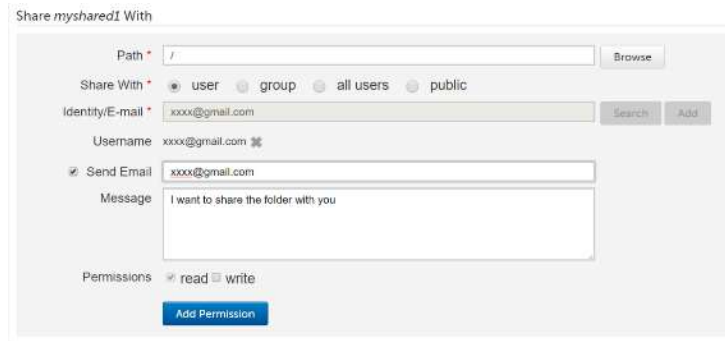 Share myshared1 With
Path * / Browse
Share With * user group all users public
Identity/E-mail * xxxx@gmail.com Search Add
Username xxxx@gmail.com
Send Email xxxx@gmail.com
Message I want to share the folder with you
Permissions read write
Add Permission